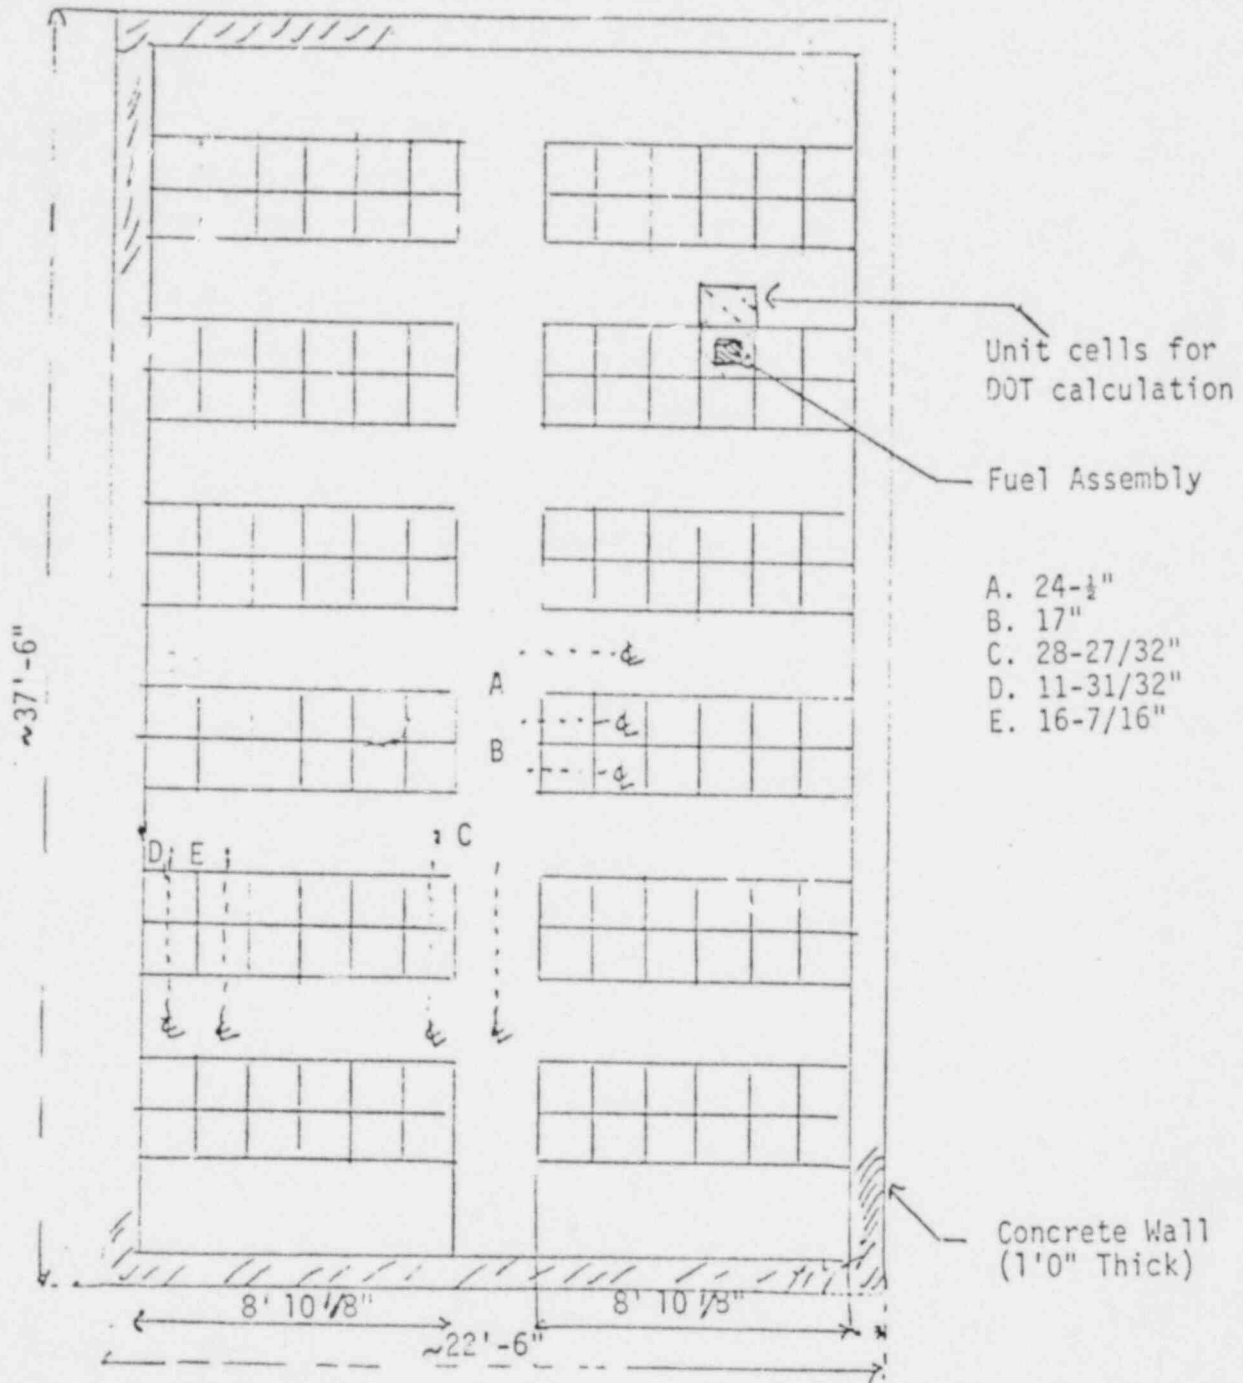 Unit cells for
DOT calculation
Fuel Assembly
A. 24-½"
B. 17"
C. 28-27/32"
D. 11-31/32"
E. 16-7/16"
~37'-6"
A
B
C
D E
Concrete Wall
(1'0" Thick)
8' 10 1/8"
8' 10 1/8"
~22'-6"